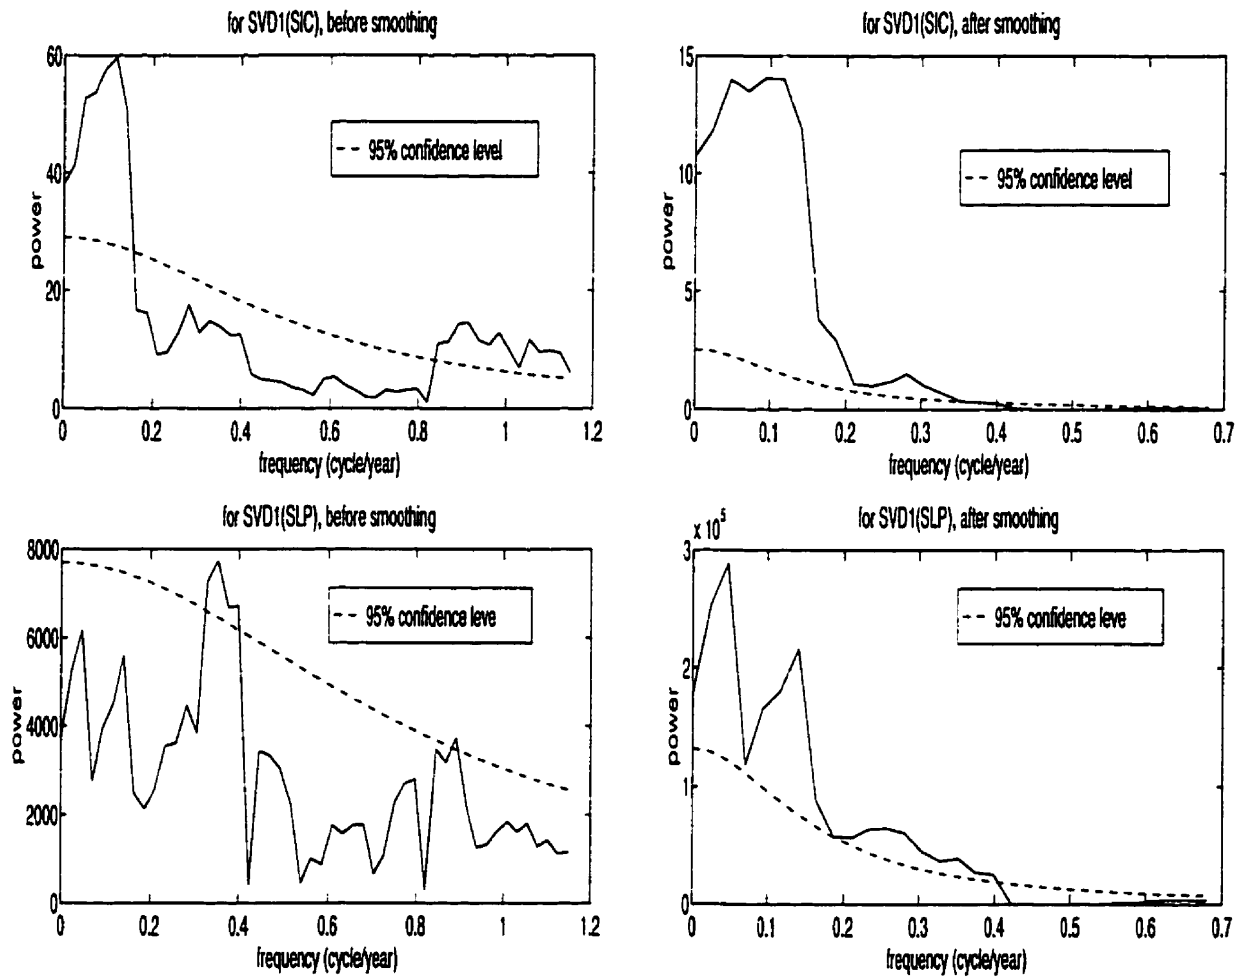 for SVD1(SIC), before smoothing
60
40
20
0
power
0
0.2
0.4
0.6
0.8
1
1.2
frequency (cycle/year)
95% confidence level
for SVD1(SIC), after smoothing
15
10
5
0
power
0
0.1
0.2
0.3
0.4
0.5
0.6
0.7
frequency (cycle/year)
95% confidence level
for SVD1(SLP), before smoothing
8000
6000
4000
2000
0
power
0
0.2
0.4
0.6
0.8
1
1.2
frequency (cycle/year)
95% confidence leve
for SVD1(SLP), after smoothing
x 10^5
3
2
1
0
power
0
0.1
0.2
0.3
0.4
0.5
0.6
0.7
frequency (cycle/year)
95% confidence leve